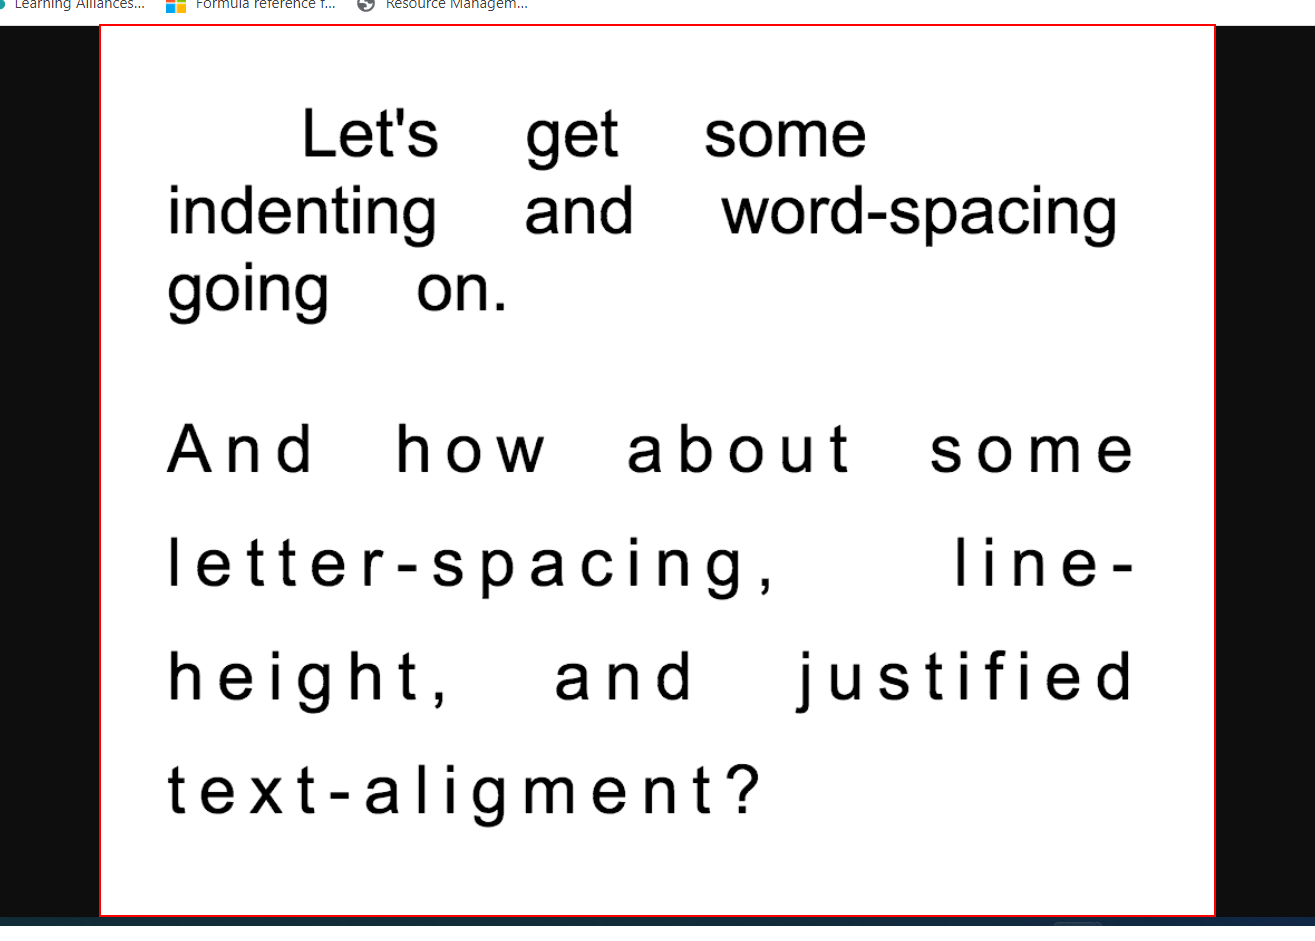 Learning Alliances... Formula reference f... Resource Managem...
Let's get some
indenting and word-spacing
going on.
And how about some
letter-spacing, line-
height, and justified
text-aligment?